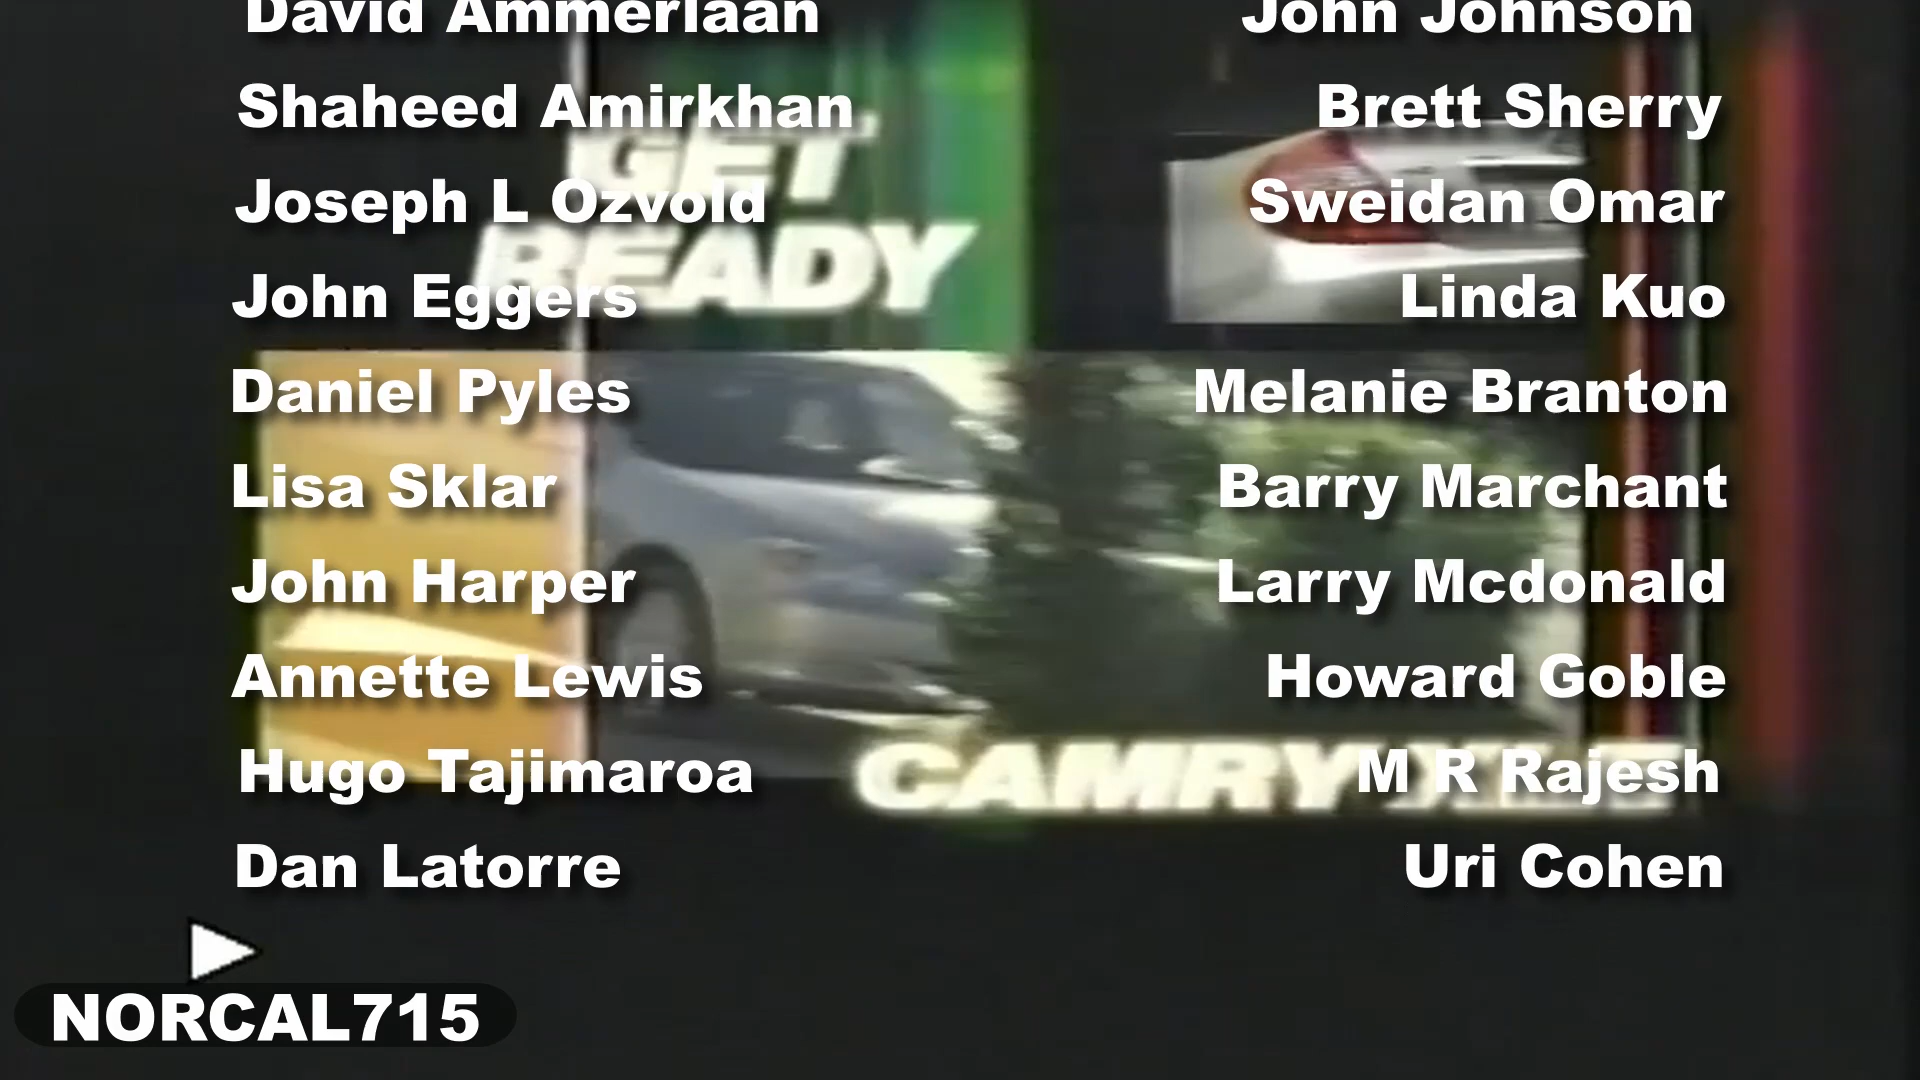 David Ammerlaan
John Johnson
Shaheed Amirkhan
Brett Sherry
GET
Joseph L Ozvold
Sweidan Omar
READY
John Eggers
Linda Kuo
Daniel Pyles
Melanie Branton
Lisa Sklar
Barry Marchant
John Harper
Larry Mcdonald
Annette Lewis
Howard Goble
CAMRY XLE
Hugo Tajimaroa
M R Rajesh
Dan Latorre
Uri Cohen
NORCAL715